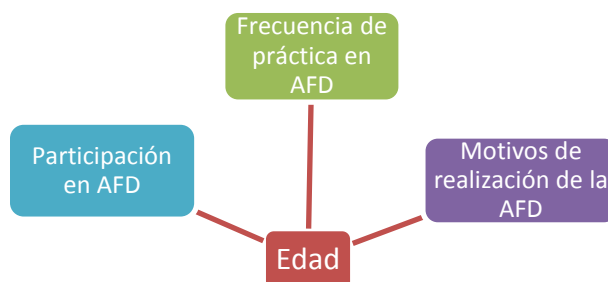 Frecuencia de
práctica en
AFD
Participación
en AFD
Motivos de
realización de la
AFD
Edad